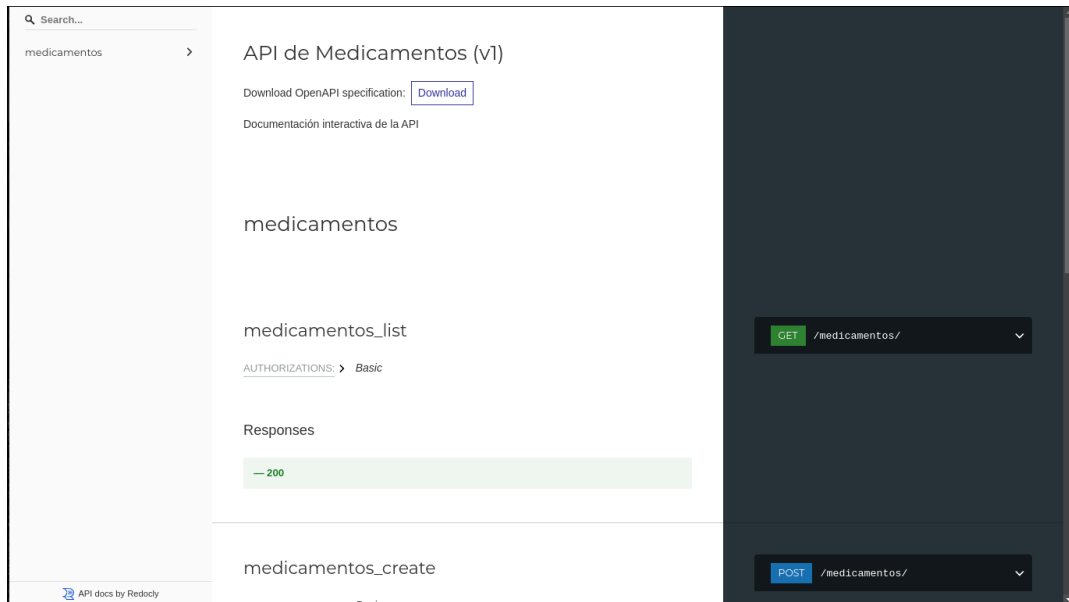 Search...
medicamentos
API de Medicamentos (v1)
Download OpenAPI specification: Download
Documentación interactiva de la API
medicamentos
medicamentos_list
GET /medicamentos/
AUTHORIZATIONS: Basic
Responses
— 200
medicamentos_create
POST /medicamentos/
API docs by Redocly